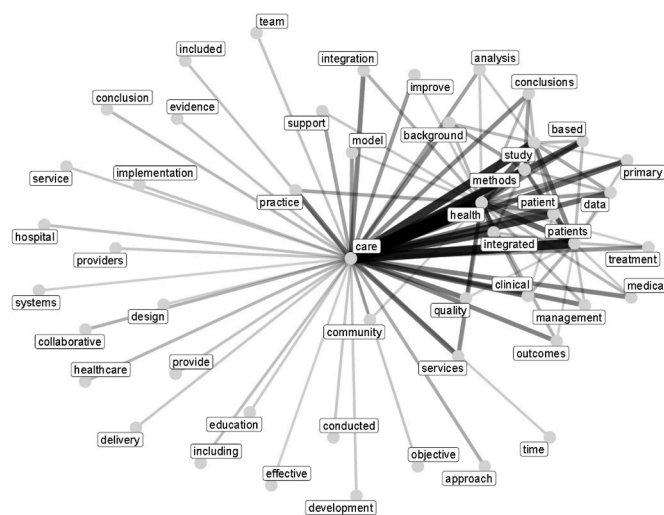 team
included
integration
analysis
improve
conclusions
conclusion
evidence
support
background
based
model
study
service
implementation
methods
primary
practice
patient
data
health
hospital
patients
care
integrated
providers
treatment
systems
clinical
medica
design
quality
management
collaborative
community
outcomes
healthcare
provide
services
education
conducted
delivery
including
objective
time
effective
approach
development